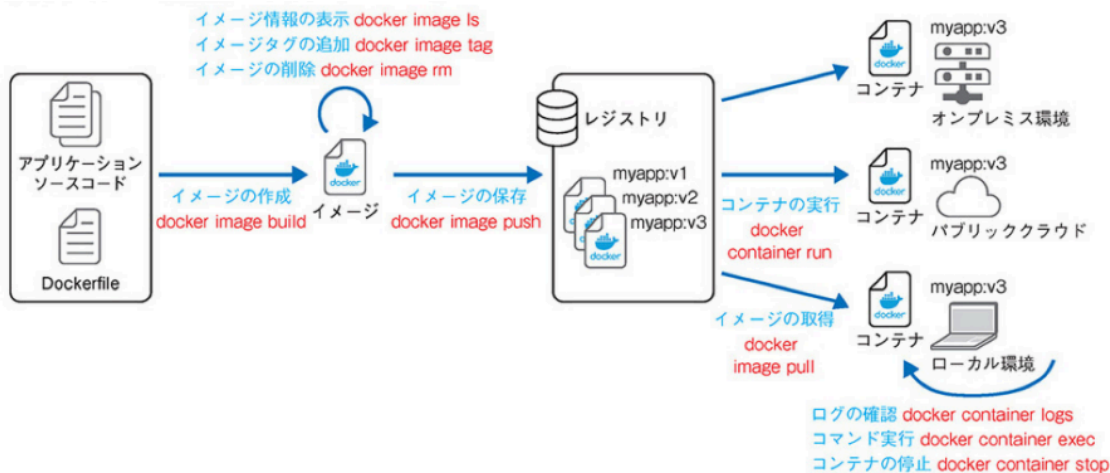 イメージ情報の表示 docker image ls
イメージタグの追加 docker image tag
イメージの削除 docker image rm
アプリケーション
ソースコード
Dockerfile
イメージの作成
docker image build
docker
イメージ
イメージの保存
docker image push
レジストリ
myapp:v1
myapp:v2
myapp:v3
docker
コンテナの実行
docker
container run
イメージの取得
docker
image pull
docker
コンテナ
myapp:v3
オンプレミス環境
docker
コンテナ
myapp:v3
パブリッククラウド
docker
コンテナ
myapp:v3
ローカル環境
ログの確認 docker container logs
コマンド実行 docker container exec
コンテナの停止 docker container stop